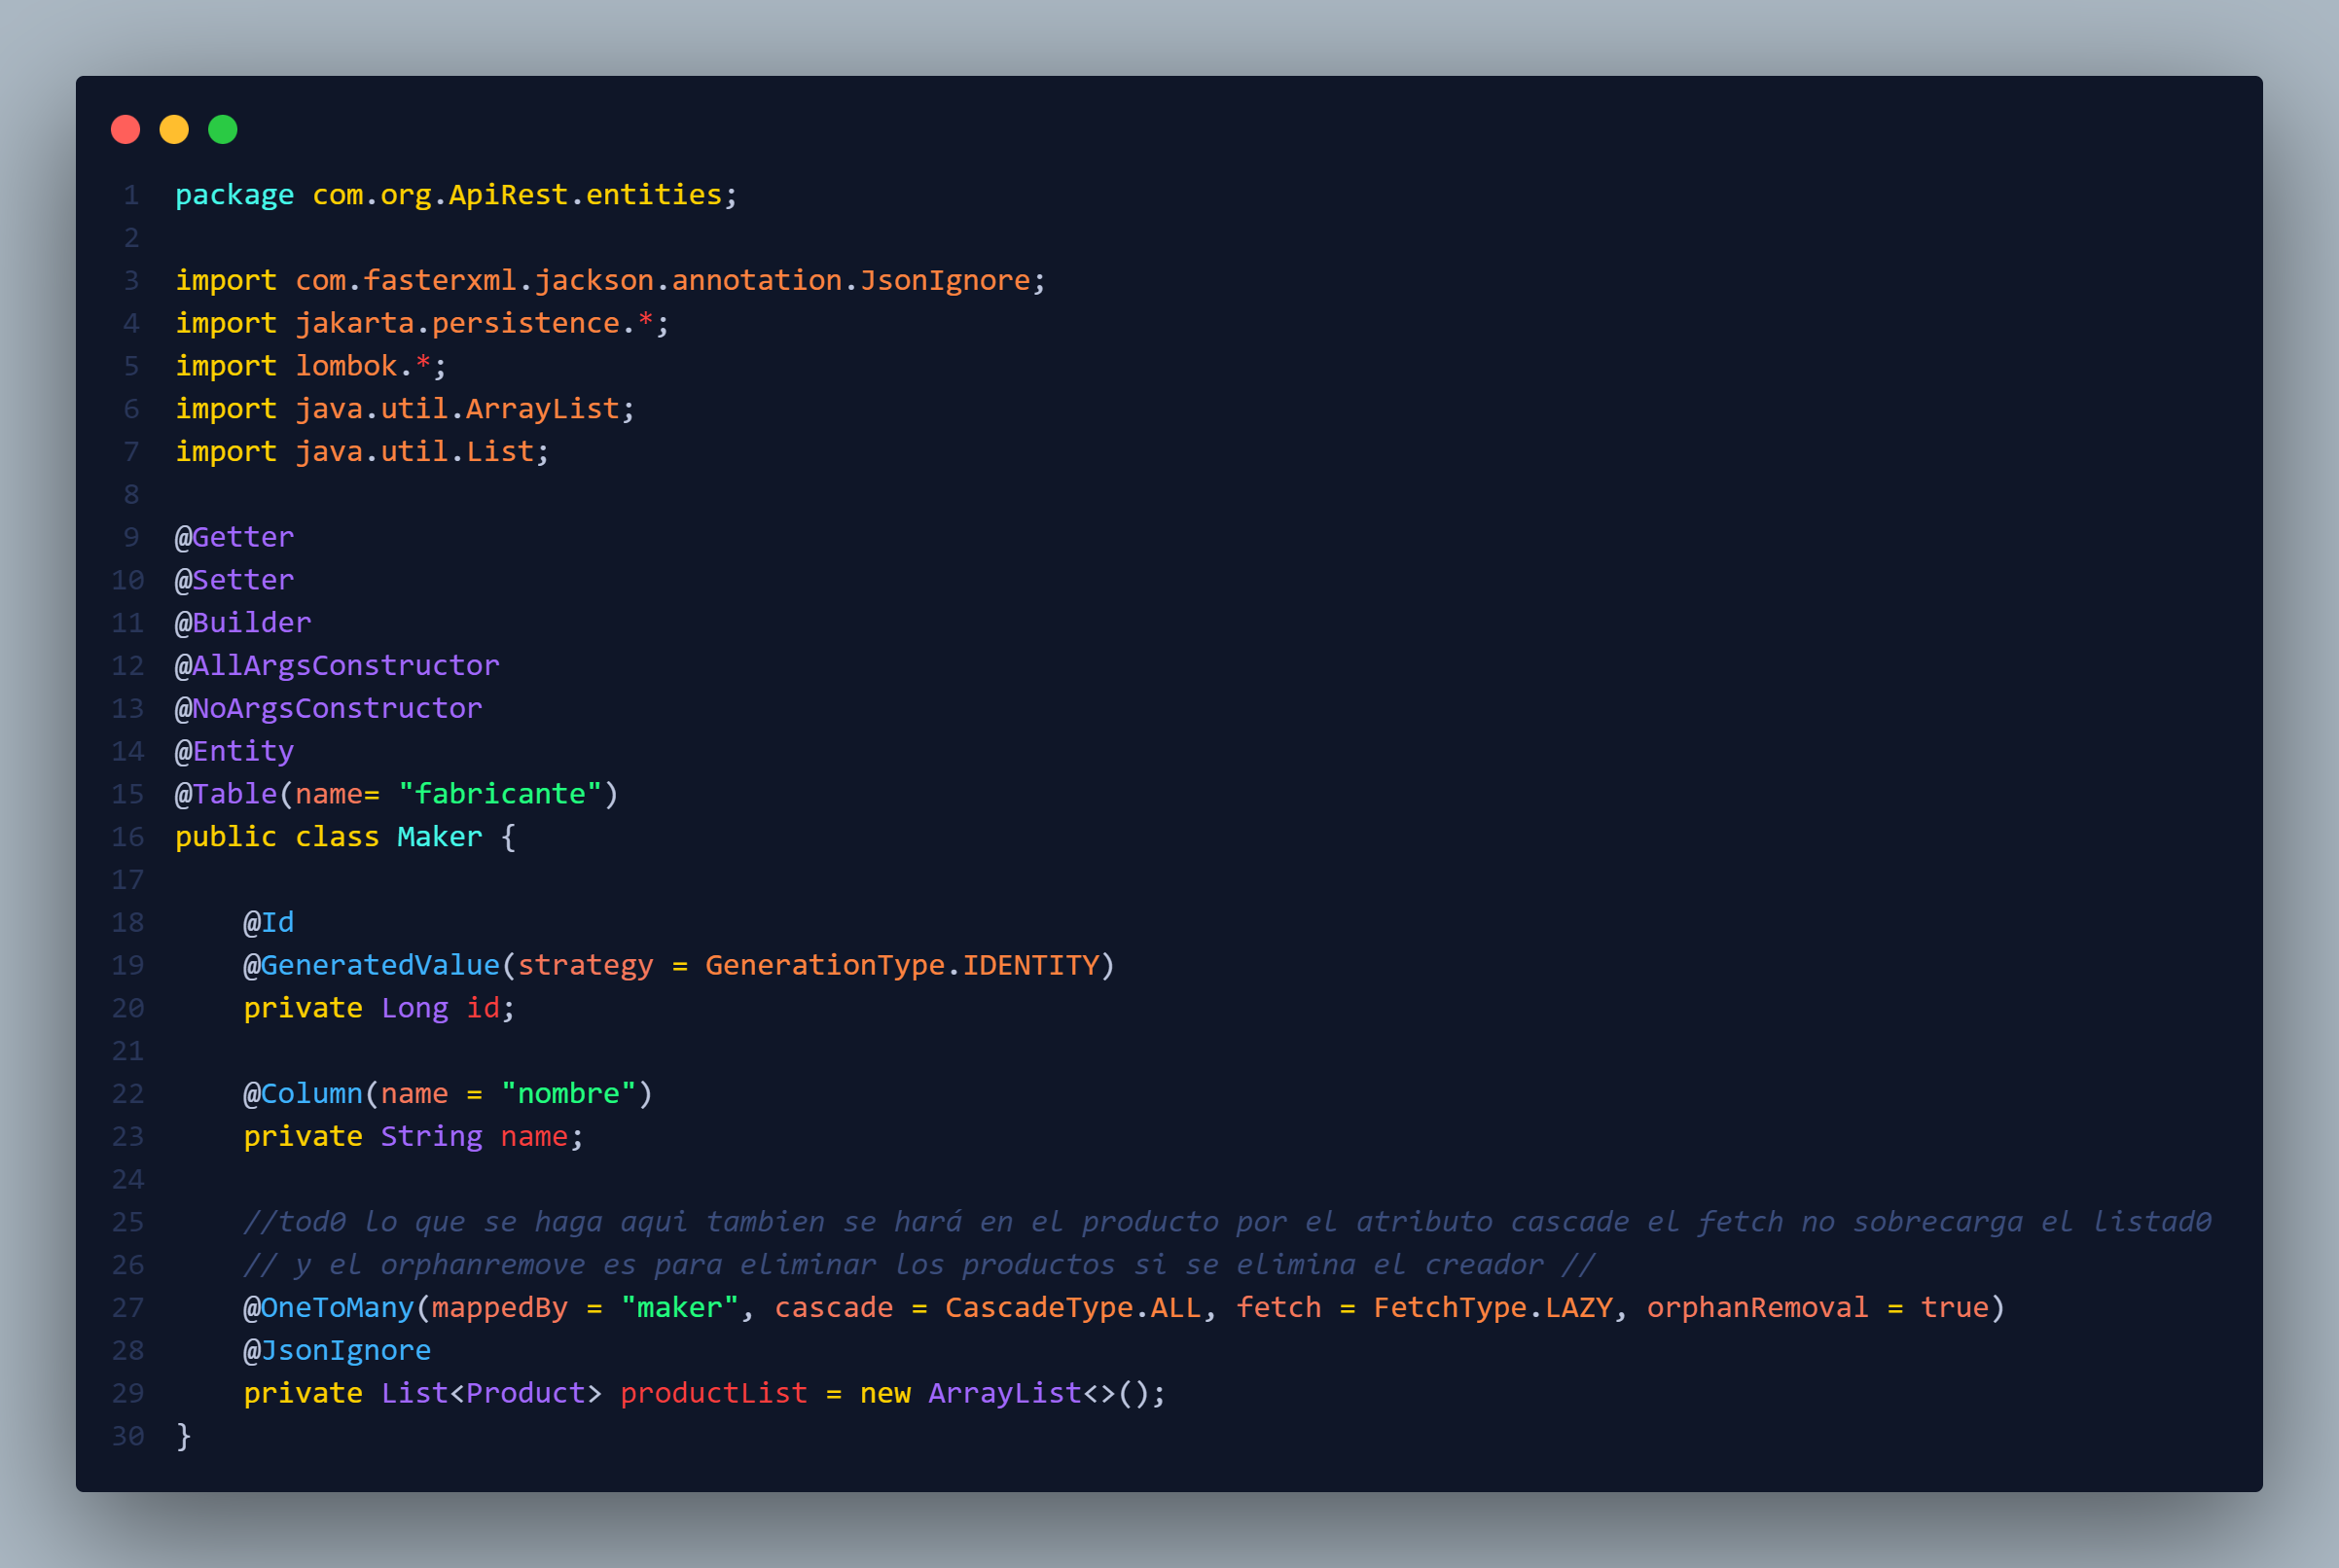 1 package com.org.ApiRest.entities;
2
3 import com.fasterxml.jackson.annotation.JsonIgnore;
4 import jakarta.persistence.*;
5 import lombok.*;
6 import java.util.ArrayList;
7 import java.util.List;
8
9 @Getter
10 @Setter
11 @Builder
12 @AllArgsConstructor
13 @NoArgsConstructor
14 @Entity
15 @Table(name= "fabricante")
16 public class Maker {
17
18     @Id
19     @GeneratedValue(strategy = GenerationType.IDENTITY)
20     private Long id;
21
22     @Column(name = "nombre")
23     private String name;
24
25     //tod0 lo que se haga aqui tambien se hará en el producto por el atributo cascade el fetch no sobrecarga el listad0
26     // y el orphanremove es para eliminar los productos si se elimina el creador //
27     @OneToMany(mappedBy = "maker", cascade = CascadeType.ALL, fetch = FetchType.LAZY, orphanRemoval = true)
28     @JsonIgnore
29     private List<Product> productList = new ArrayList<>();
30 }